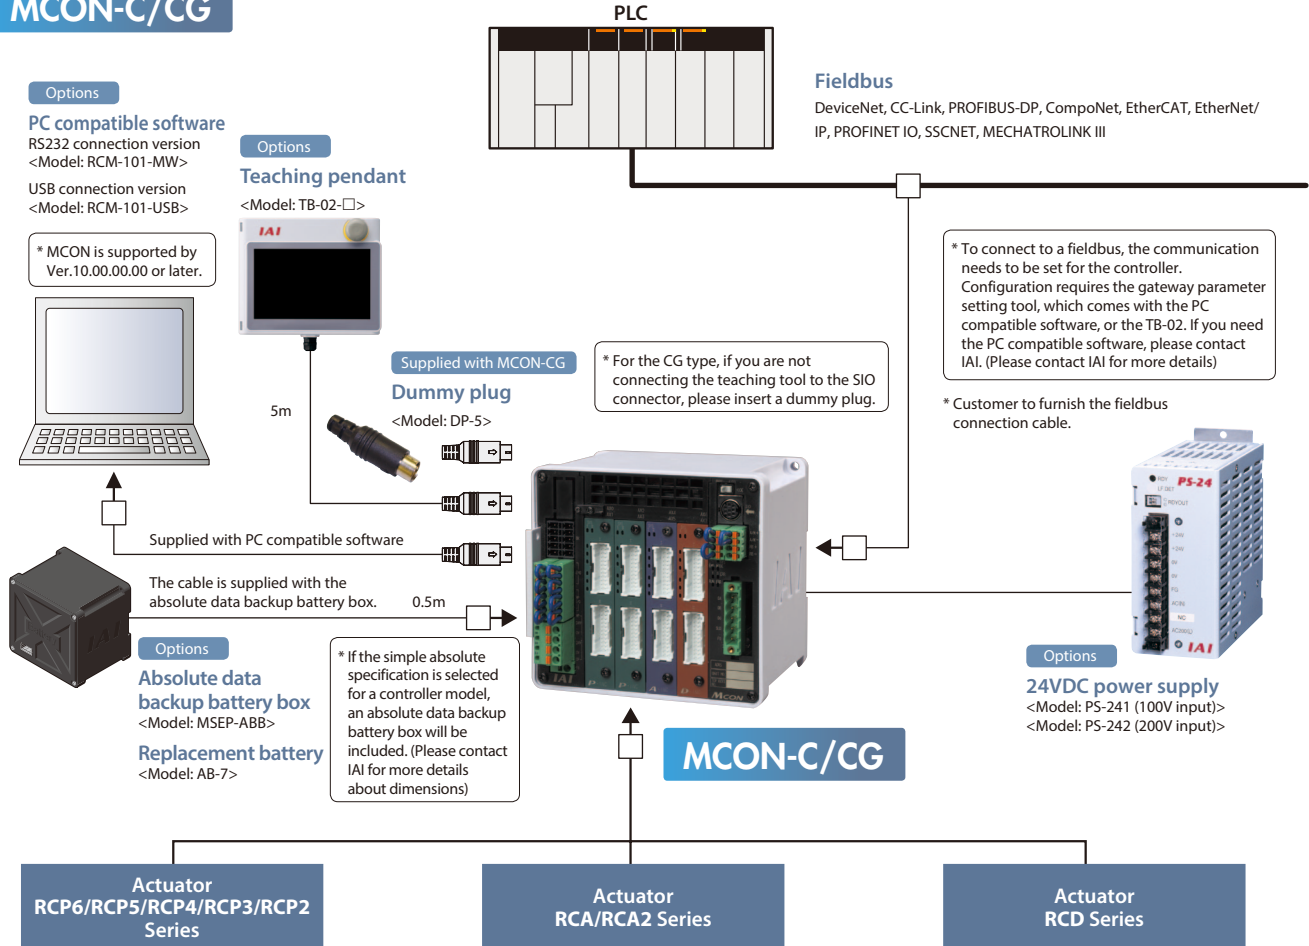 MCON-C/CG
PLC
Fieldbus
DeviceNet, CC-Link, PROFIBUS-DP, CompoNet, EtherCAT, EtherNet/
IP, PROFINET IO, SSCNET, MECHATROLINK III
Options
PC compatible software
RS232 connection version
<Model: RCM-101-MW>
USB connection version
<Model: RCM-101-USB>
* MCON is supported by
Ver.10.00.00.00 or later.
Options
Teaching pendant
<Model: TB-02-□>
IAI
5m
Supplied with MCON-CG
Dummy plug
<Model: DP-5>
* For the CG type, if you are not
connecting the teaching tool to the SIO
connector, please insert a dummy plug.
* To connect to a fieldbus, the communication
needs to be set for the controller.
Configuration requires the gateway parameter
setting tool, which comes with the PC
compatible software, or the TB-02. If you need
the PC compatible software, please contact
IAI. (Please contact IAI for more details)
* Customer to furnish the fieldbus
connection cable.
Supplied with PC compatible software
The cable is supplied with the
absolute data backup battery box.
0.5m
Options
Absolute data
backup battery box
<Model: MSEP-ABB>
Replacement battery
<Model: AB-7>
* If the simple absolute
specification is selected
for a controller model,
an absolute data backup
battery box will be
included. (Please contact
IAI for more details
about dimensions)
IAI
IAI
P
P
A
D
MCON
IAI
MCON-C/CG
PS-24
RDY
RDYOUT
+24V
+24V
0V
0V
FG
NC
IAI
Options
24VDC power supply
<Model: PS-241 (100V input)>
<Model: PS-242 (200V input)>
Actuator
RCP6/RCP5/RCP4/RCP3/RCP2
Series
Actuator
RCA/RCA2 Series
Actuator
RCD Series